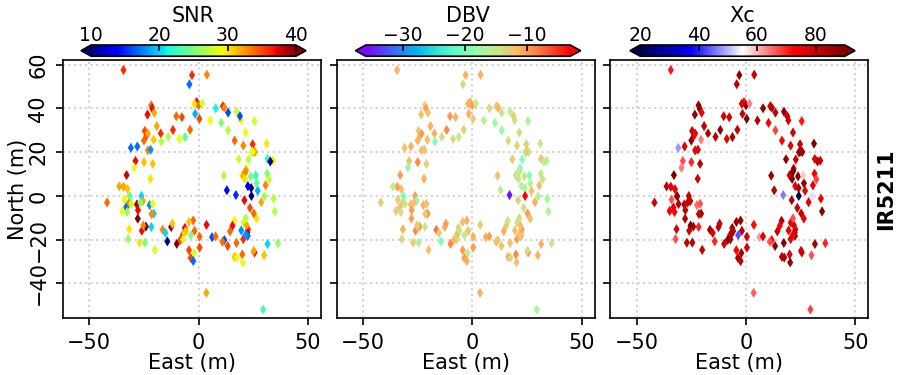 SNR DBV Xc
10 20 30 40 −30 −20 −10 20 40 60 80
60
40
20
0
−20
−40
North (m)
IR5211
−50 0 50 −50 0 50 −50 0 50
East (m) East (m) East (m)